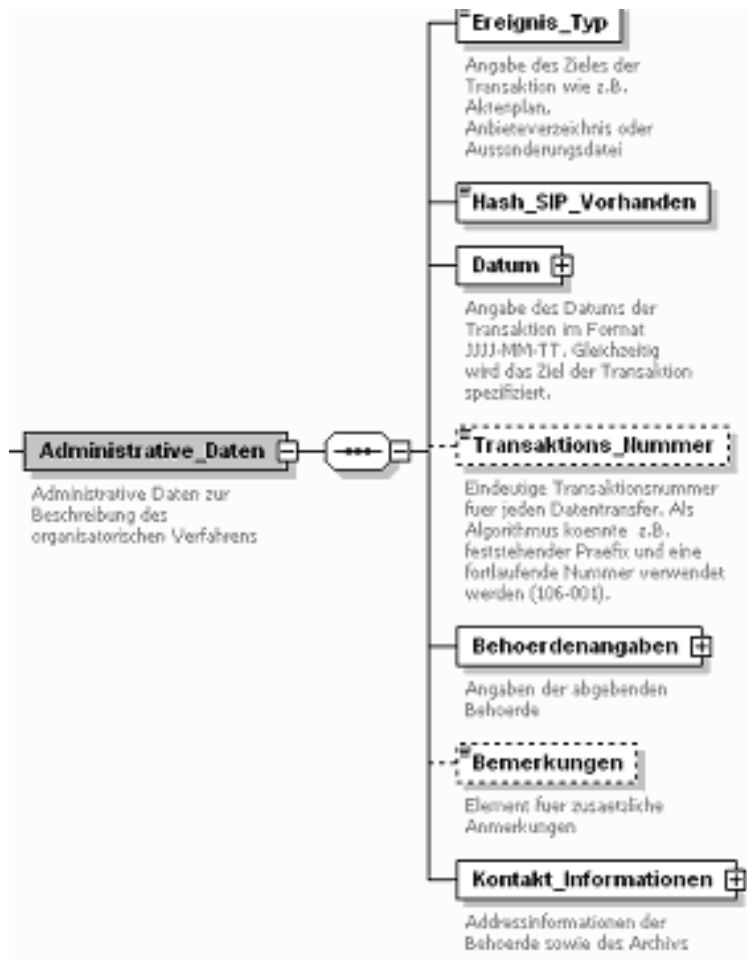 Ereignis_Typ
Angabe des Zieles der
Transaktion wie z.B.
Aktenplan,
Anbieteverzeichnis oder
Aussonderungsdatei
Hash_SIP_Vorhanden
Datum
Angabe des Datums der
Transaktion im Format
JJJJ-MM-TT. Gleichzeitig
wird das Ziel der Transaktion
spezifiziert.
Administrative_Daten
Administrative Daten zur
Beschreibung des
organisatorischen Verfahrens
Transaktions_Nummer
Eindeutige Transaktionsnummer
fuer jeden Datentransfer. Als
Algorithmus koennte z.B.
feststehender Praefix und eine
fortlaufende Nummer verwendet
werden (106-001).
Behoerdenangaben
Angaben der abgebenden
Behoerde
Bemerkungen
Element fuer zusaetzliche
Anmerkungen
Kontakt_Informationen
Addressinformationen der
Behoerde sowie des Archivs